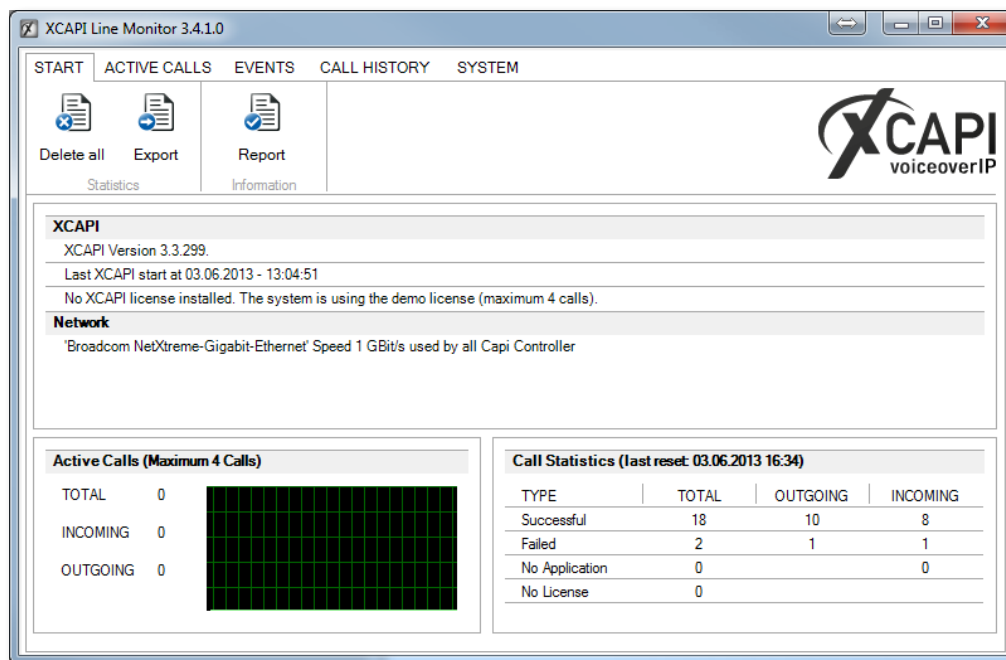 XCAPI Line Monitor 3.4.1.0
START ACTIVE CALLS EVENTS CALL HISTORY SYSTEM
Delete all Export Report
Statistics Information
XCAPI
voiceoverIP
XCAPI
XCAPI Version 3.3.299.
Last XCAPI start at 03.06.2013 - 13:04:51
No XCAPI license installed. The system is using the demo license (maximum 4 calls).
Network
'Broadcom NetXtreme-Gigabit-Ethernet' Speed 1 GBit/s used by all Capi Controller
Active Calls (Maximum 4 Calls)
TOTAL 0
INCOMING 0
OUTGOING 0
Call Statistics (last reset: 03.06.2013 16:34)
TYPE TOTAL OUTGOING INCOMING
Successful 18 10 8
Failed 2 1 1
No Application 0 0
No License 0